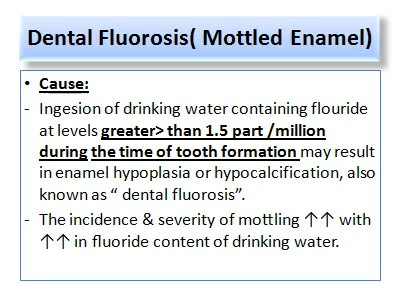 Dental Fluorosis( Mottled Enamel)
• Cause:
- Ingesion of drinking water containing flouride
at levels greater> than 1.5 part /million
during the time of tooth formation may result
in enamel hypoplasia or hypocalcification, also
known as “ dental fluorosis”.
- The incidence & severity of mottling ↑↑ with
↑↑ in fluoride content of drinking water.